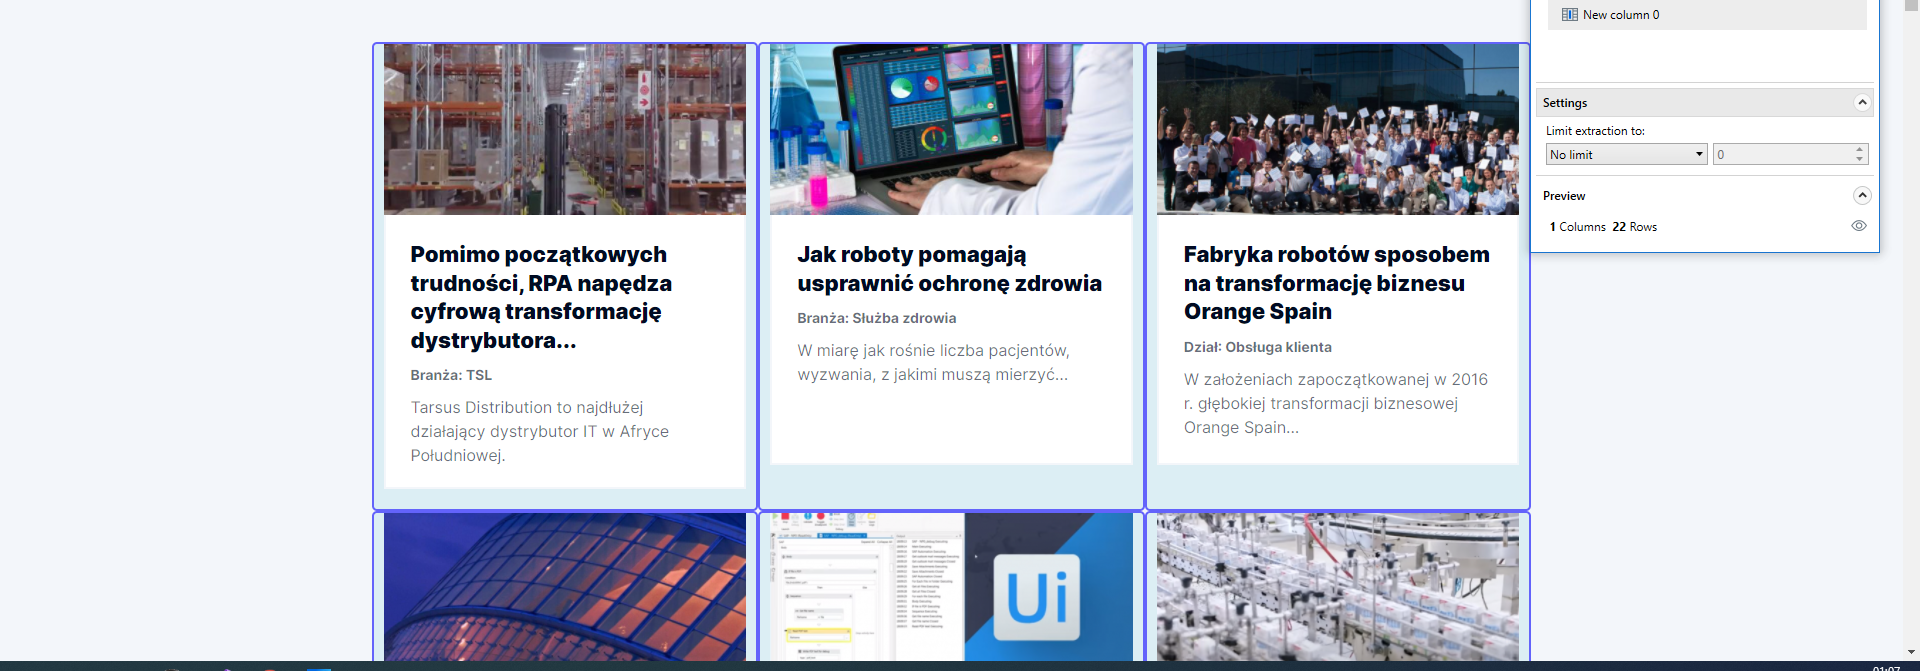 New column 0
Settings
Limit extraction to:
No limit
0
Preview
1 Columns 22 Rows
Pomimo początkowych
trudności, RPA napędza
cyfrową transformację
dystrybutora...
Branża: TSL
Tarsus Distribution to najdłużej
działający dystrybutor IT w Afryce
Południowej.
Jak roboty pomagają
usprawnić ochronę zdrowia
Branża: Służba zdrowia
W miarę jak rośnie liczba pacjentów,
wyzwania, z jakimi muszą mierzyć...
Fabryka robotów sposobem
na transformację biznesu
Orange Spain
Dział: Obsługa klienta
W założeniach zapoczątkowanej w 2016
r. głębokiej transformacji biznesowej
Orange Spain...
Ui